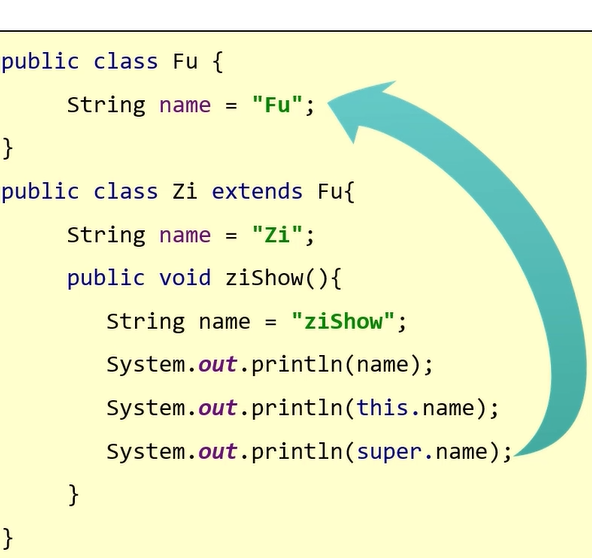 public class Fu {
String name = "Fu";
}
public class Zi extends Fu{
String name = "Zi";
public void ziShow(){
String name = "ziShow";
System.out.println(name);
System.out.println(this.name);
System.out.println(super.name);
}
}